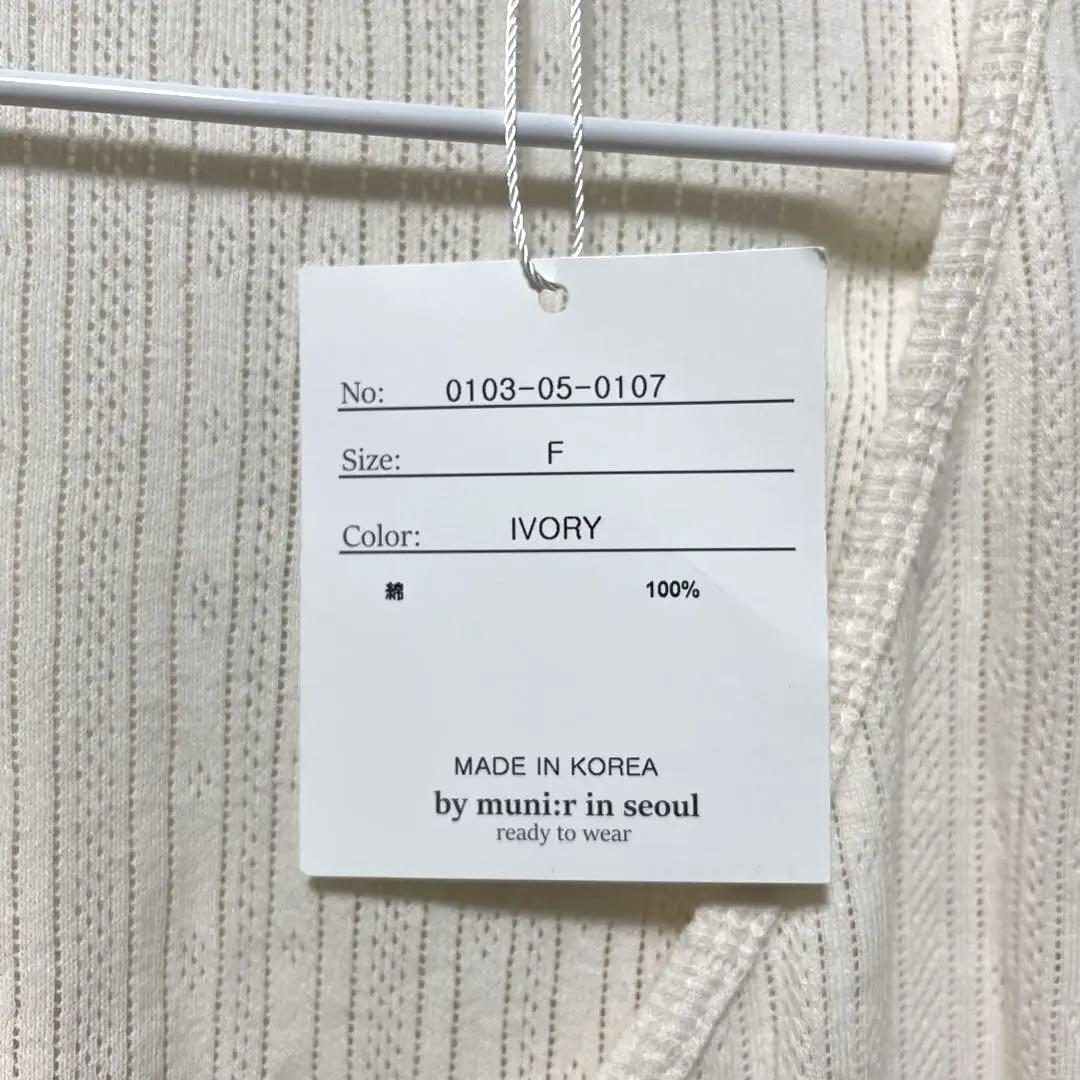 No: 0103-05-0107
Size: F
Color: IVORY
綿 100%
MADE IN KOREA
by muni:r in seoul
ready to wear